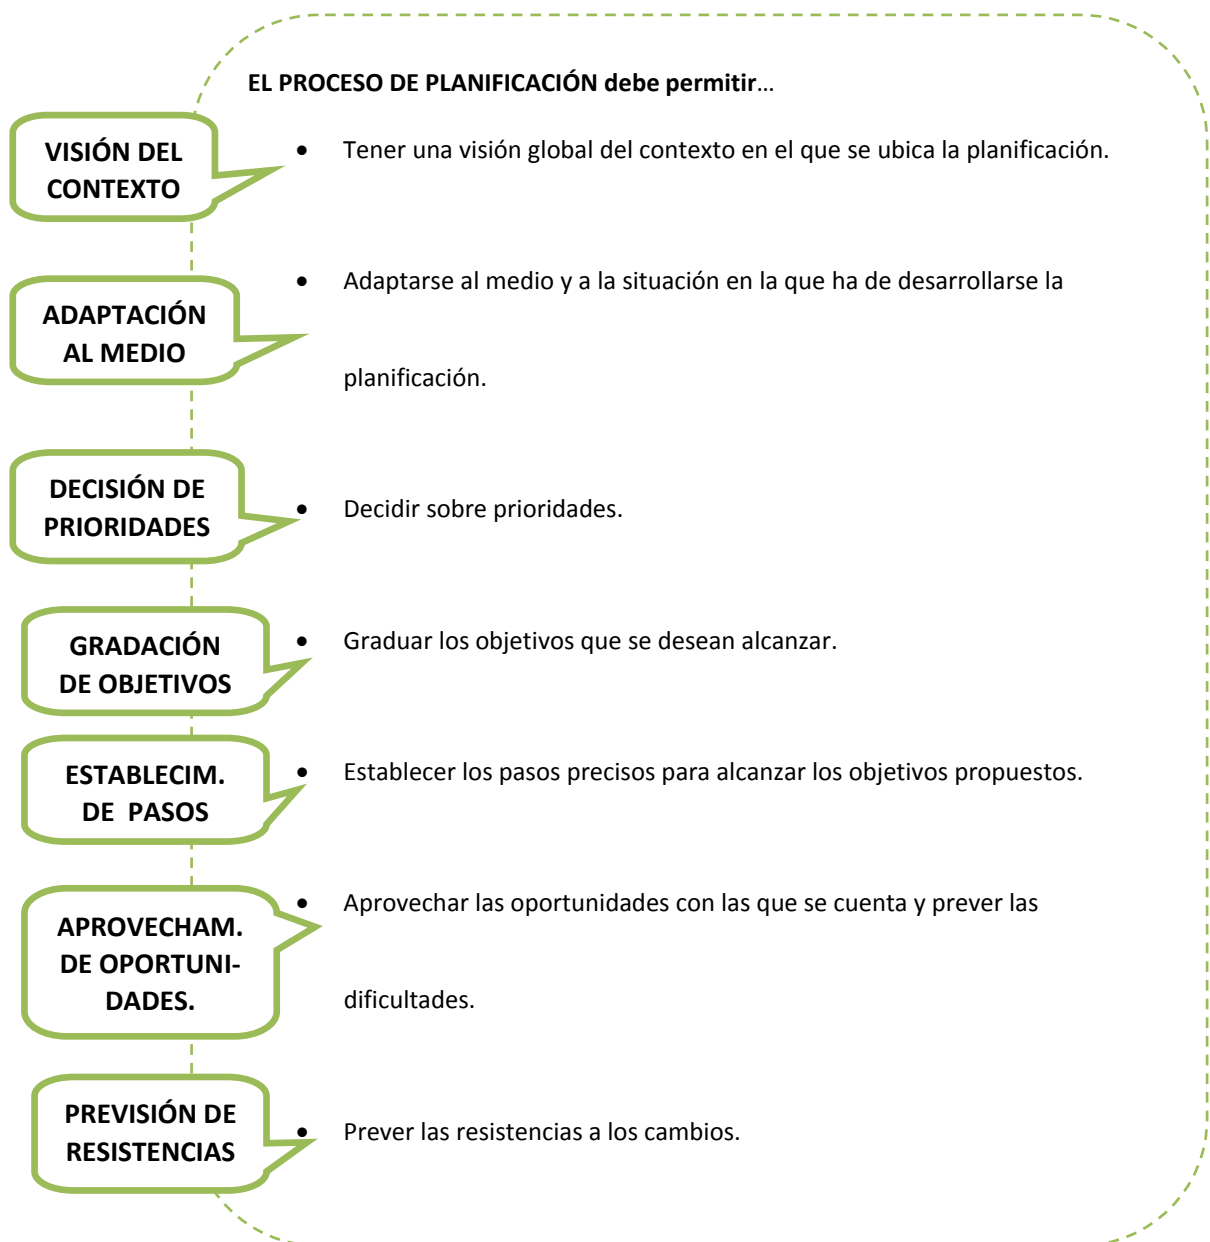 EL PROCESO DE PLANIFICACIÓN debe permitir...
VISIÓN DEL
CONTEXTO
• Tener una visión global del contexto en el que se ubica la planificación.
ADAPTACIÓN
AL MEDIO
• Adaptarse al medio y a la situación en la que ha de desarrollarse la
planificación.
DECISIÓN DE
PRIORIDADES
• Decidir sobre prioridades.
GRADACIÓN
DE OBJETIVOS
• Graduar los objetivos que se desean alcanzar.
ESTABLECIM.
DE PASOS
• Establecer los pasos precisos para alcanzar los objetivos propuestos.
APROVECHAM.
DE OPORTUNI-
DADES.
• Aprovechar las oportunidades con las que se cuenta y prever las
dificultades.
PREVISIÓN DE
RESISTENCIAS
• Prever las resistencias a los cambios.